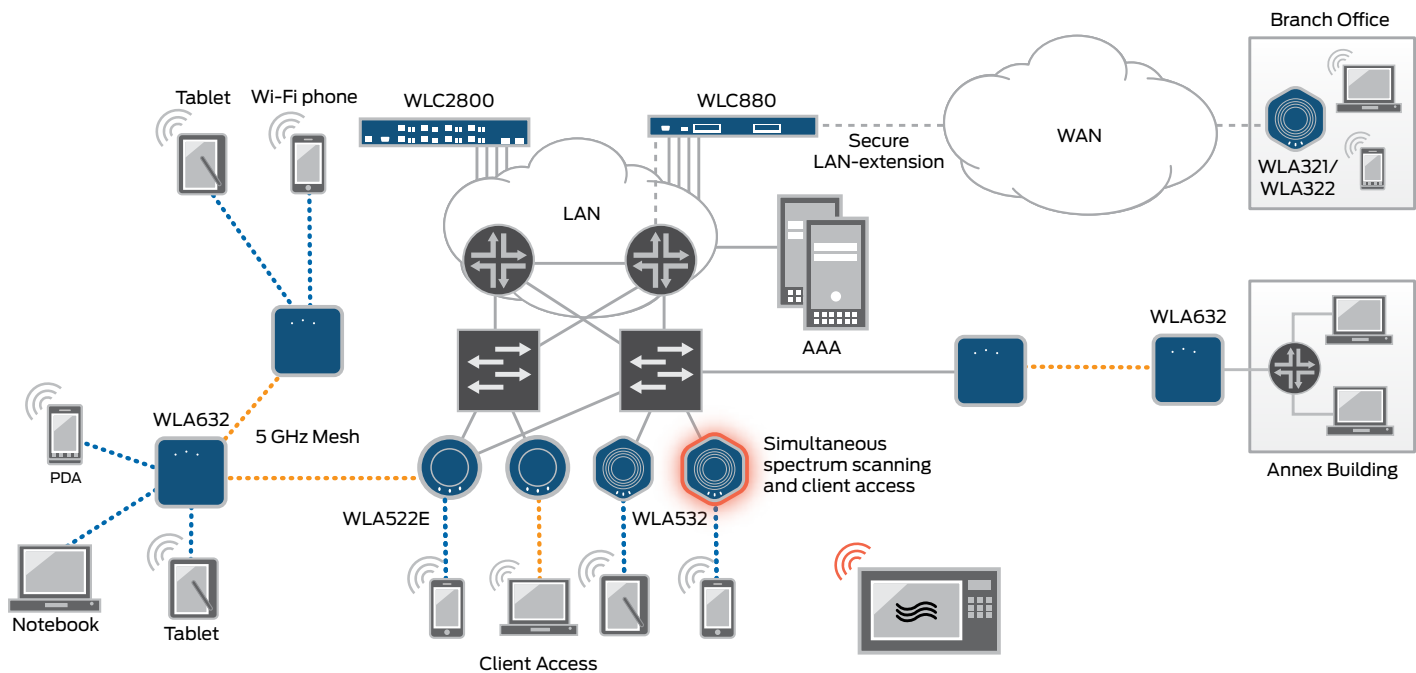 Branch Office
Tablet
Wi-Fi phone
WLC2800
WLC880
Secure
LAN-extension
WAN
WLA321/
WLA322
LAN
AAA
WLA632
WLA632
5 GHz Mesh
PDA
Simultaneous
spectrum scanning
and client access
Annex Building
WLA522E
WLA532
Notebook
Tablet
Client Access